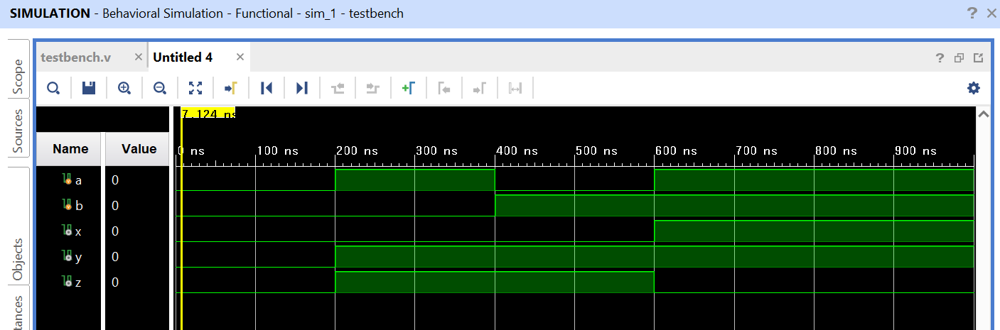 SIMULATION - Behavioral Simulation - Functional - sim_1 - testbench
? ×
Scope
Sources
Objects
tances
testbench.v × Untitled 4 × ?
7.124 ns
Name Value
0 ns 100 ns 200 ns 300 ns 400 ns 500 ns 600 ns 700 ns 800 ns 900 ns
a 0
b 0
x 0
y 0
z 0